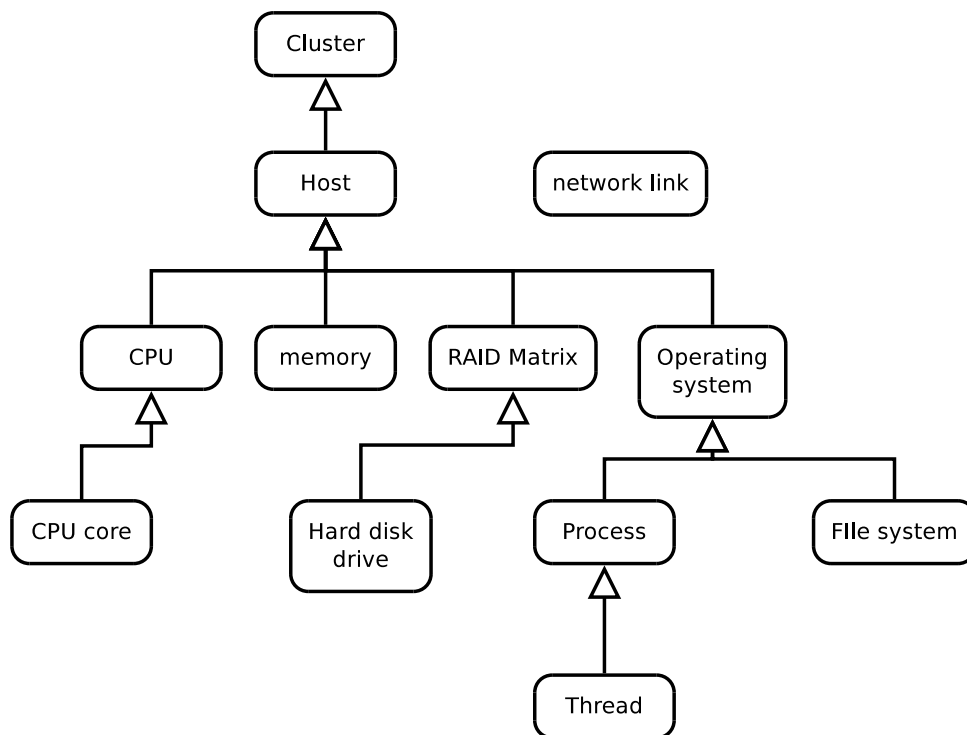 Cluster
Host
network link
CPU
memory
RAID Matrix
Operating
system
CPU core
Hard disk
drive
Process
FIle system
Thread